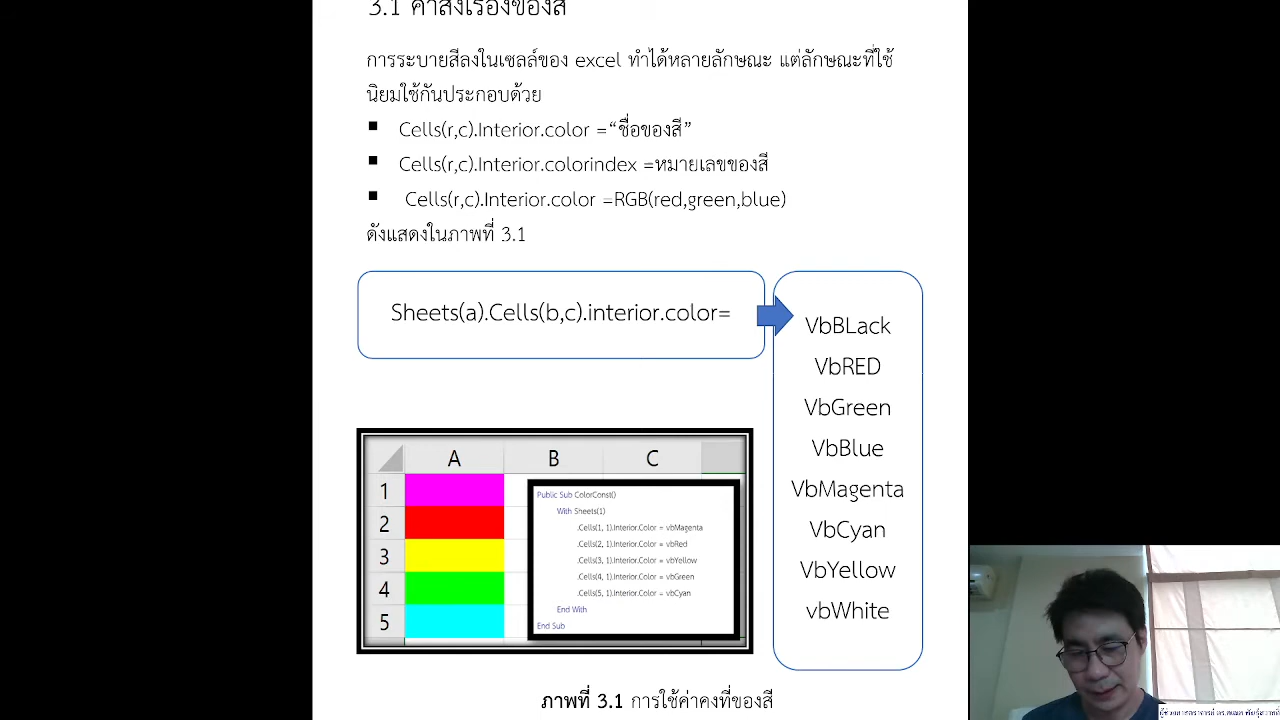 3.1 คำสั่งเรื่องของสี
การระบายสีลงในเซลล์ของ excel ทำได้หลายลักษณะ แต่ลักษณะที่ใช้
นิยมใช้กันประกอบด้วย
▪ Cells(r,c).Interior.color =“ชื่อของสี”
▪ Cells(r,c).Interior.colorindex =หมายเลขของสี
▪ Cells(r,c).Interior.color =RGB(red,green,blue)
ดังแสดงในภาพที่ 3.1
Sheets(a).Cells(b,c).interior.color=
VbBLack
VbRED
VbGreen
VbBlue
VbMagenta
VbCyan
VbYellow
vbWhite
A B C
1
2
3
4
5
Public Sub ColorConst()
With Sheets(1)
.Cells(1, 1).Interior.Color = vbMagenta
.Cells(2, 1).Interior.Color = vbRed
.Cells(3, 1).Interior.Color = vbYellow
.Cells(4, 1).Interior.Color = vbGreen
.Cells(5, 1).Interior.Color = vbCyan
End With
End Sub
ภาพที่ 3.1 การใช้ค่าคงที่ของสี